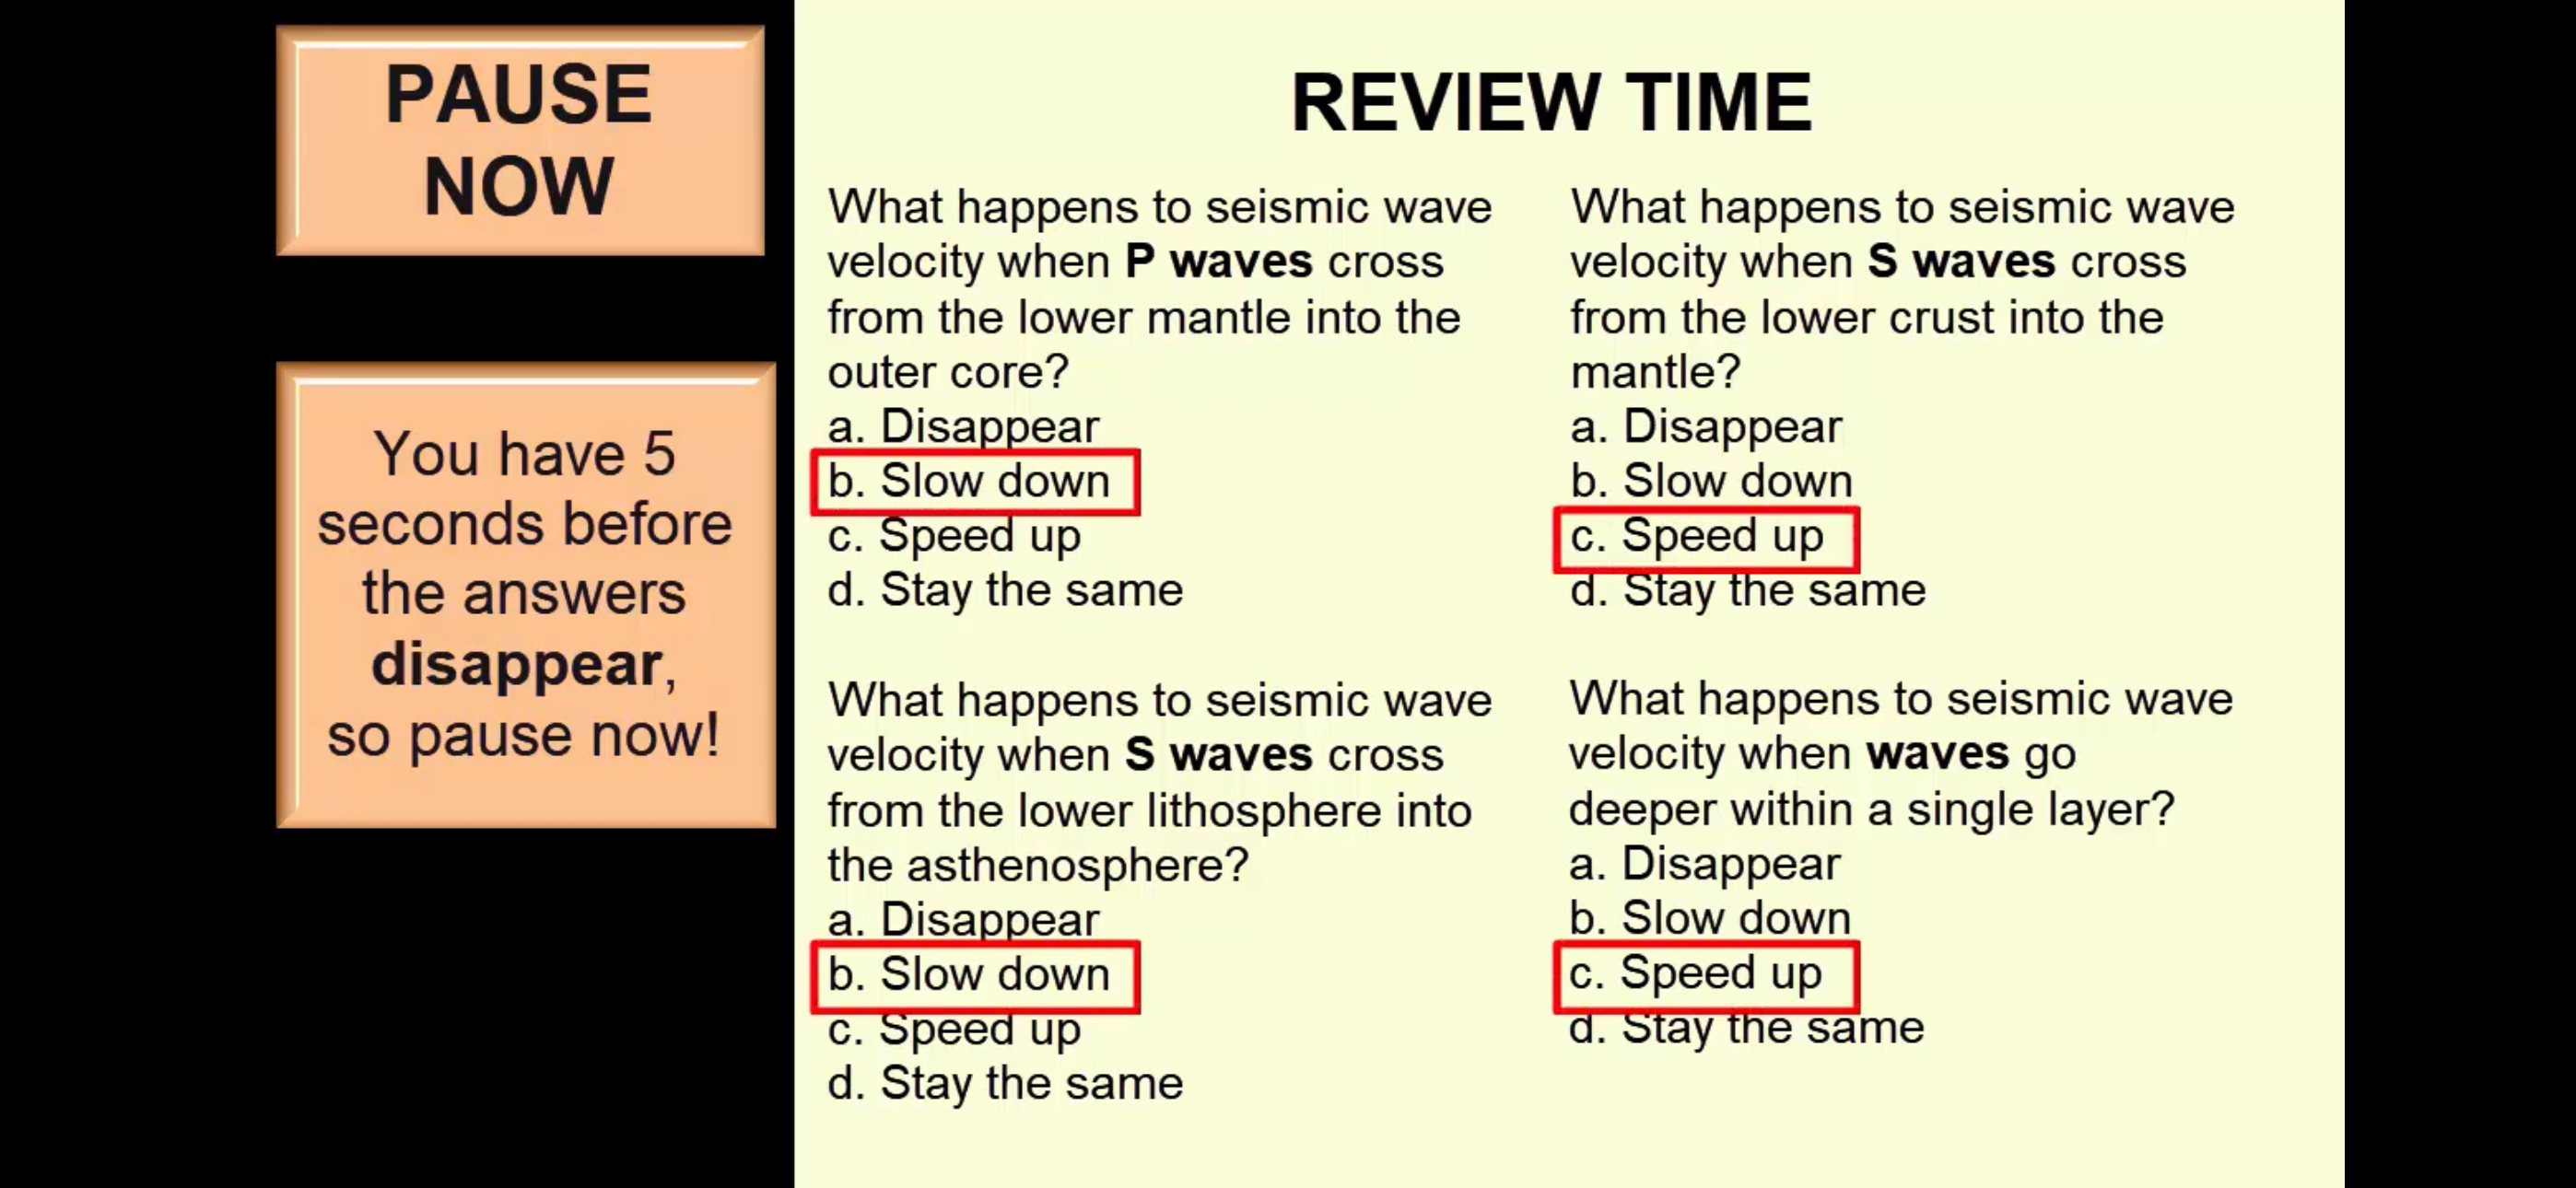 PAUSE
NOW
You have 5
seconds before
the answers
disappear,
so pause now!
REVIEW TIME
What happens to seismic wave
velocity when P waves cross
from the lower mantle into the
outer core?
a. Disappear
b. Slow down
c. Speed up
d. Stay the same
What happens to seismic wave
velocity when S waves cross
from the lower crust into the
mantle?
a. Disappear
b. Slow down
c. Speed up
d. Stay the same
What happens to seismic wave
velocity when S waves cross
from the lower lithosphere into
the asthenosphere?
a. Disappear
b. Slow down
c. Speed up
d. Stay the same
What happens to seismic wave
velocity when waves go
deeper within a single layer?
a. Disappear
b. Slow down
c. Speed up
d. Stay the same